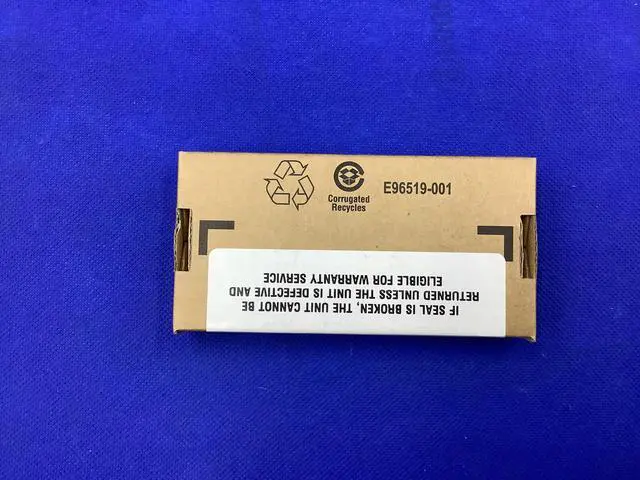 Corrugated
Recycles
E96519-001
IF SEAL IS BROKEN, THE UNIT CANNOT BE
RETURNED UNLESS THE UNIT IS DEFECTIVE AND
ELIGIBLE FOR WARRANTY SERVICE